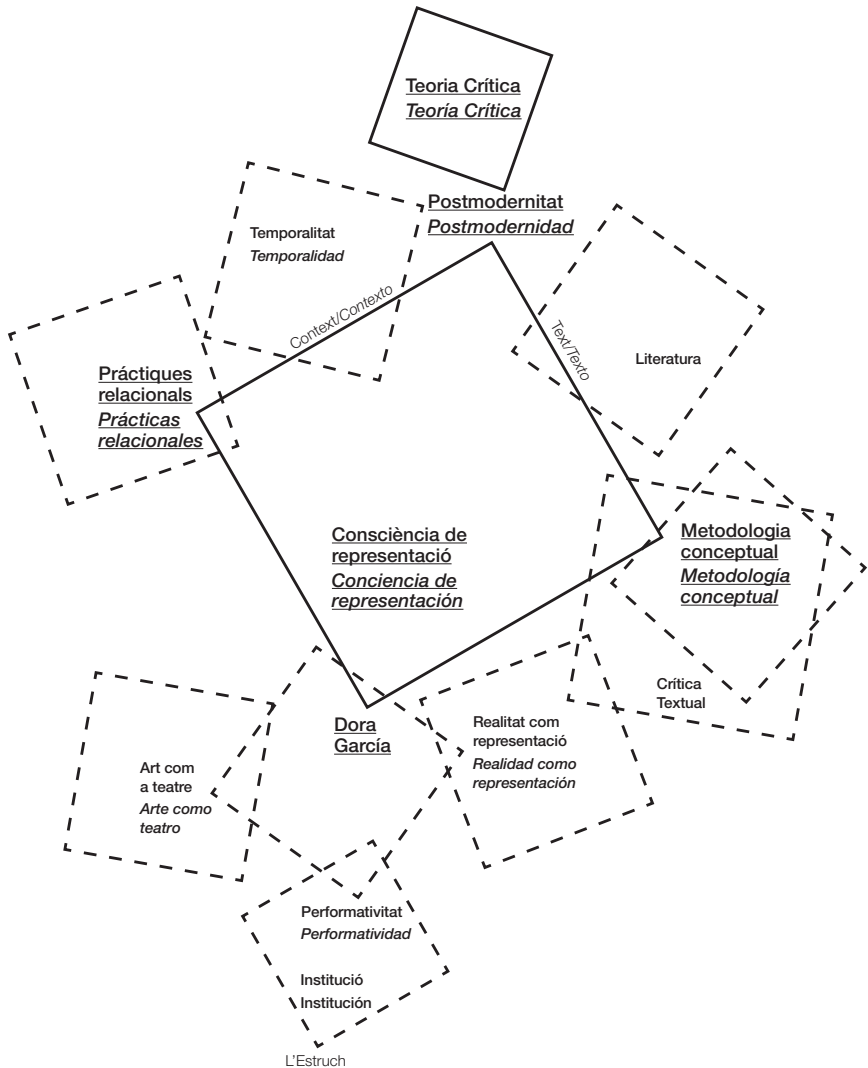 Teoria Crítica
Teoría Crítica
Postmodernitat
Postmodernidad
Temporalitat
Temporalidad
Context/Contexto
Text/Texto
Literatura
Práctiques
relacionals
Prácticas
relacionales
Consciència de
representació
Conciencia de
representación
Metodologia
conceptual
Metodología
conceptual
Crítica
Textual
Dora
García
Realitat com
representació
Realidad como
representación
Art com
a teatre
Arte como
teatro
Performativitat
Performatividad
Institució
Institución
L'Estruch